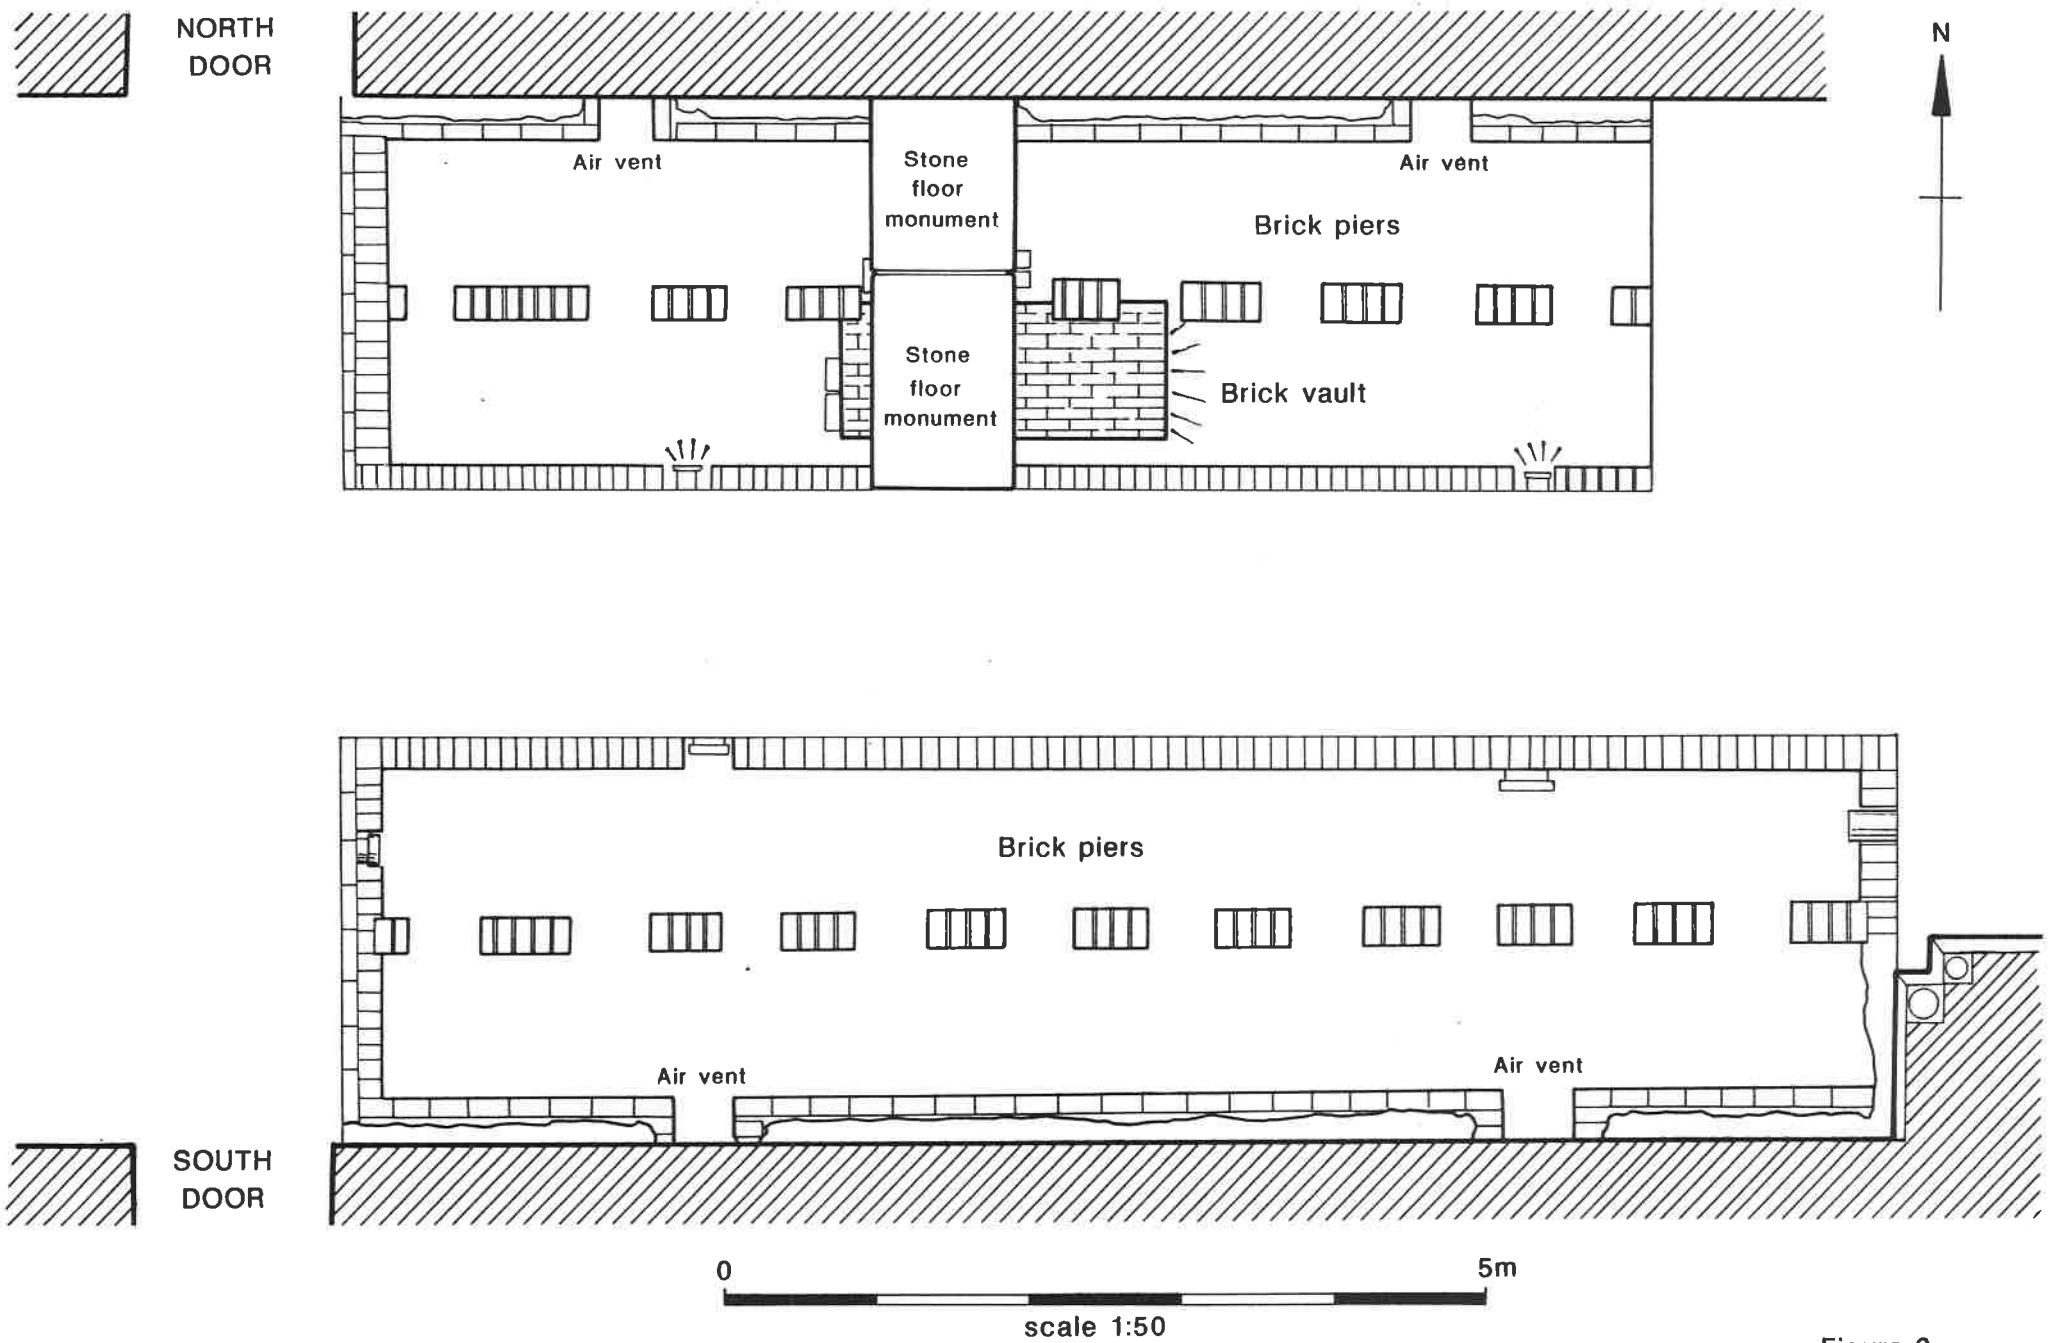 NORTH
DOOR
N
Air vent
Stone
floor
monument
Air vent
Brick piers
Stone
floor
monument
Brick vault
Brick piers
Air vent
Air vent
SOUTH
DOOR
0
5m
scale 1:50